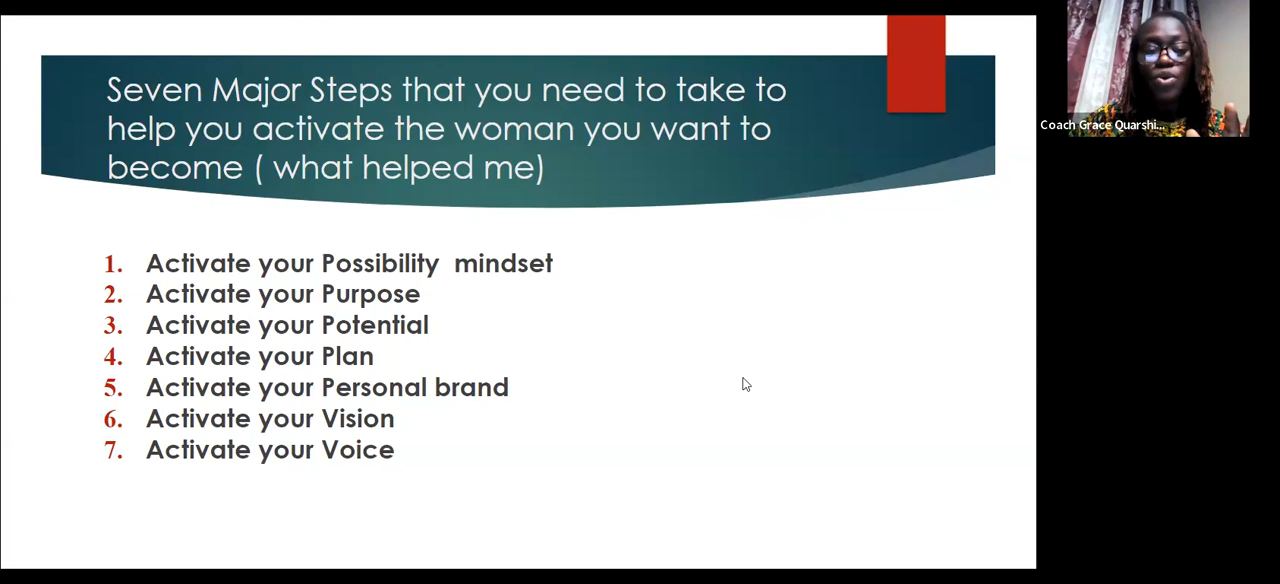 Seven Major Steps that you need to take to
help you activate the woman you want to
become ( what helped me)
1. Activate your Possibility  mindset
2. Activate your Purpose
3. Activate your Potential
4. Activate your Plan
5. Activate your Personal brand
6. Activate your Vision
7. Activate your Voice
Coach Grace Quarshi...